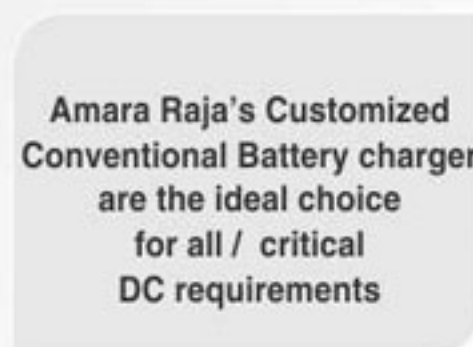 Amara Raja's Customized
Conventional Battery charger
are the ideal choice
for all / critical
DC requirements